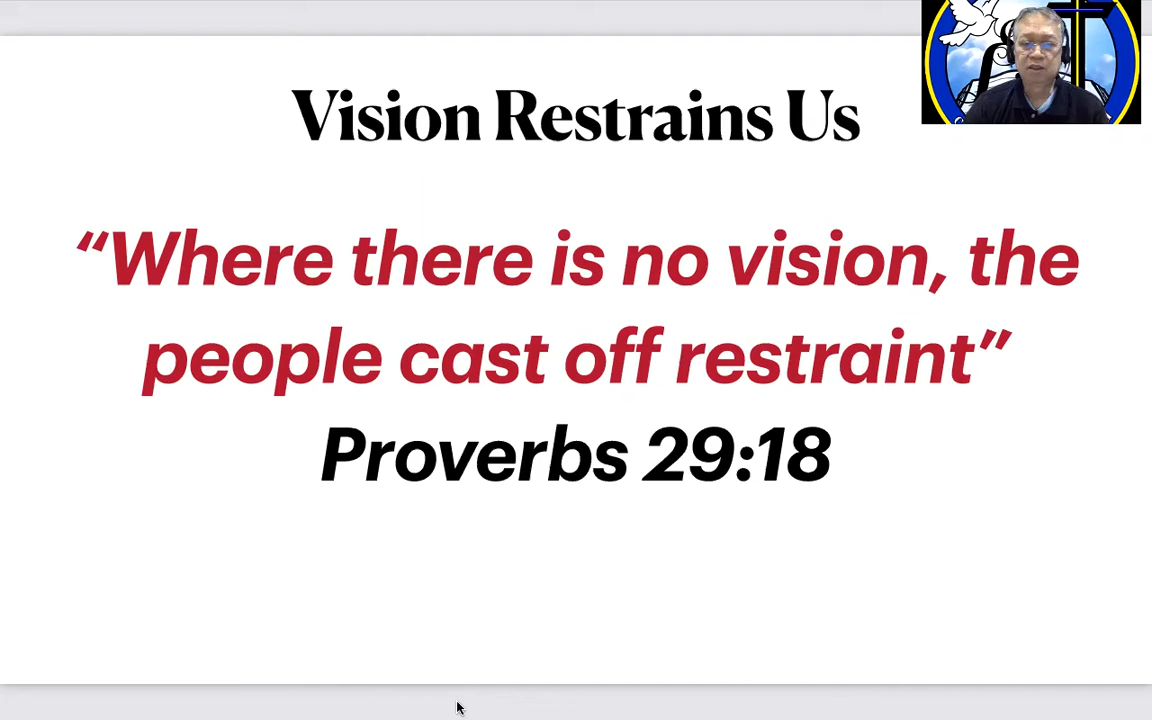 Vision Restrains Us
“Where there is no vision, the
people cast off restraint”
Proverbs 29:18